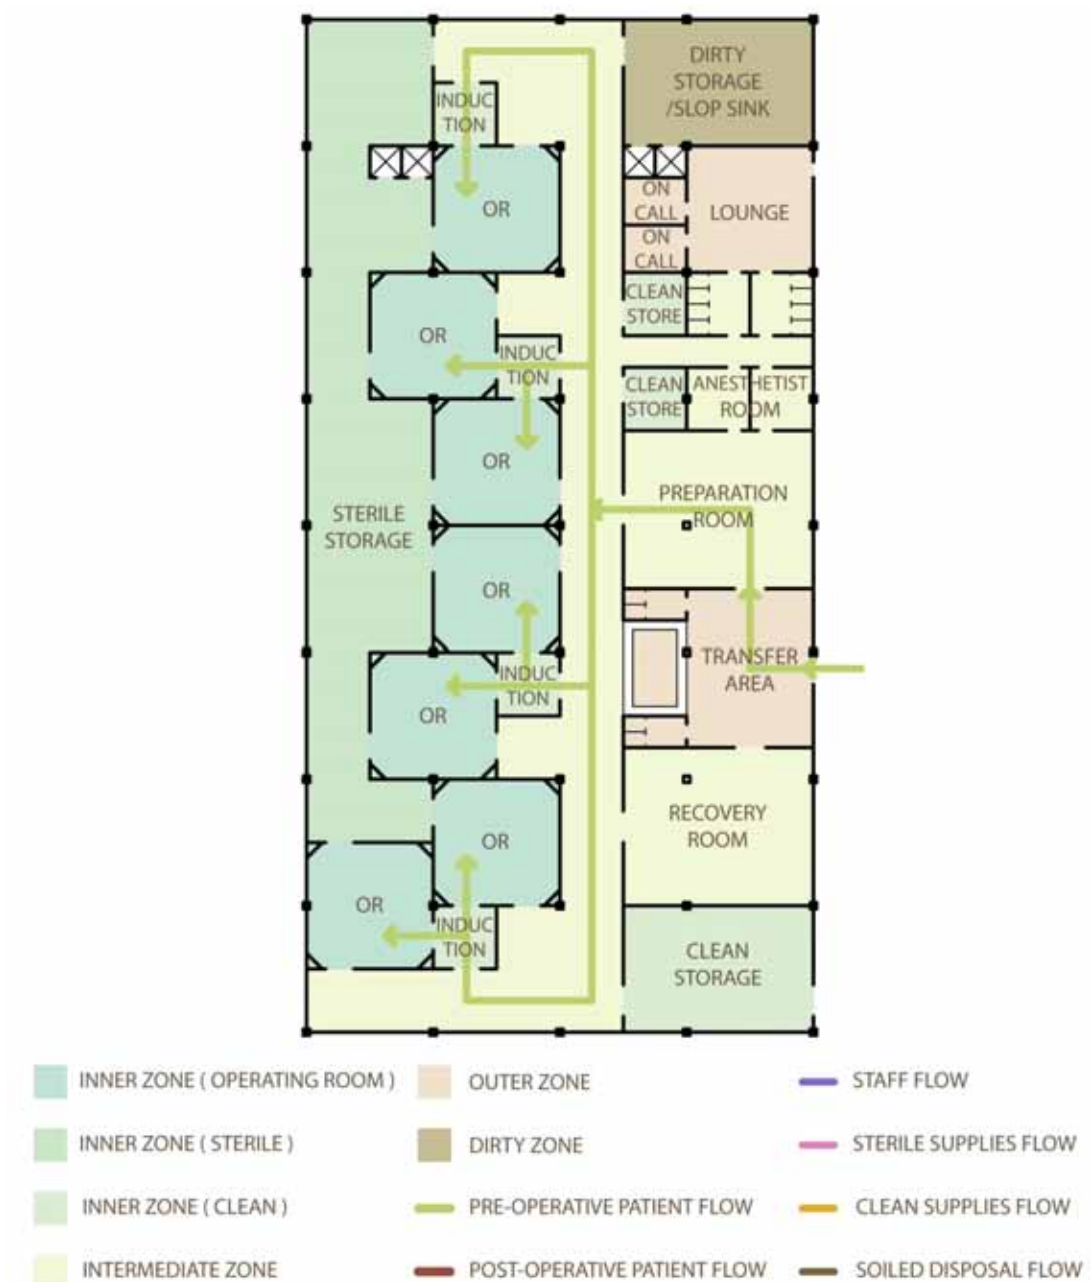 DIRTY
STORAGE
/SLOP SINK
INDUC
TION
OR
ON
CALL
LOUNGE
ON
CALL
CLEAN
STORE
OR
INDUC
TION
CLEAN
STORE
ANESTHETIST
ROOM
OR
PREPARATION
ROOM
STERILE
STORAGE
OR
TRANSFER
AREA
INDUC
TION
OR
RECOVERY
ROOM
OR
OR
INDUC
TION
CLEAN
STORAGE
INNER ZONE ( OPERATING ROOM )
OUTER ZONE
STAFF FLOW
INNER ZONE ( STERILE )
DIRTY ZONE
STERILE SUPPLIES FLOW
INNER ZONE ( CLEAN )
PRE-OPERATIVE PATIENT FLOW
CLEAN SUPPLIES FLOW
INTERMEDIATE ZONE
POST-OPERATIVE PATIENT FLOW
SOILED DISPOSAL FLOW